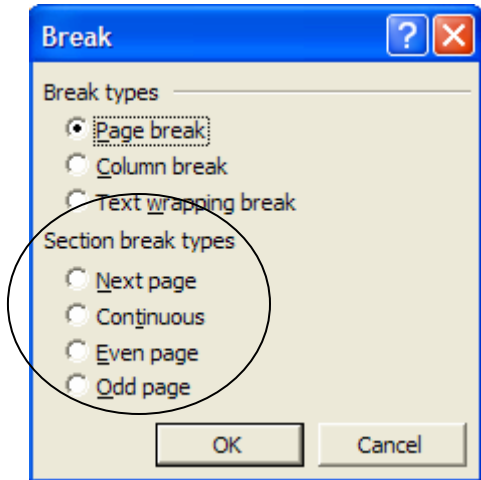 Break
Break types
Page break
Column break
Text wrapping break
Section break types
Next page
Continuous
Even page
Odd page
OK Cancel